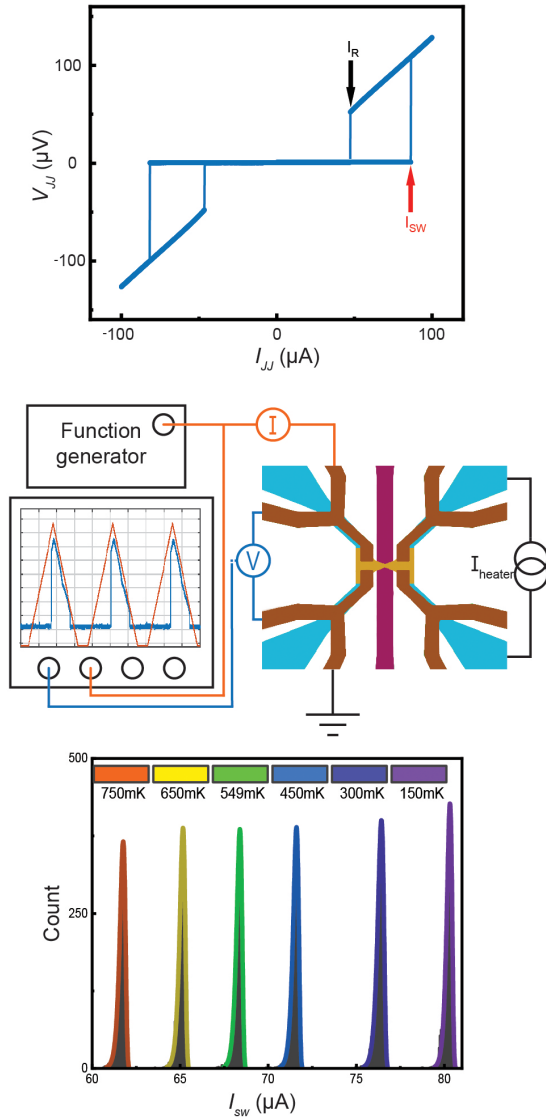 100
0
-100
V_JJ (µV)
I_R
I_SW
-100
0
100
I_JJ (µA)
Function
generator
I
V
I_heater
500
250
0
Count
750mK
650mK
549mK
450mK
300mK
150mK
60
65
70
75
80
I_sw (µA)